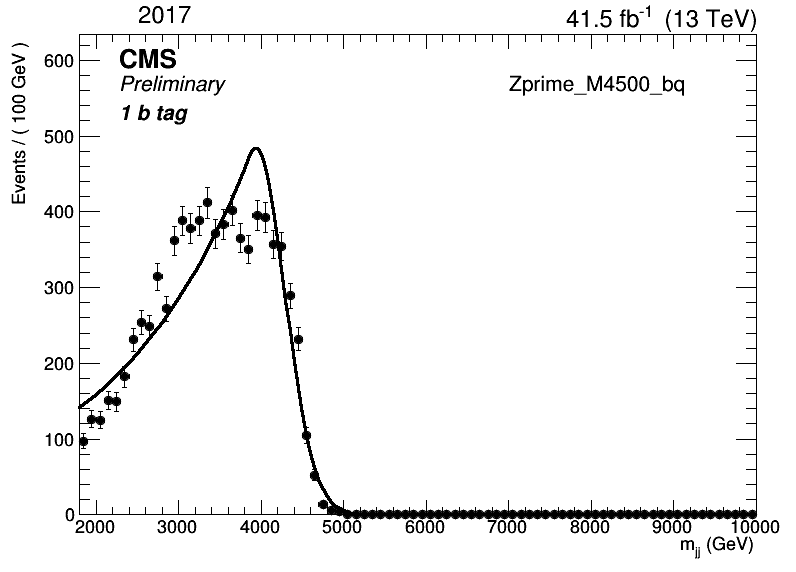 2017
41.5 fb⁻¹ (13 TeV)
CMS
Preliminary
1 b tag
Zprime_M4500_bq
Events / ( 100 GeV )
600
500
400
300
200
100
0
2000 3000 4000 5000 6000 7000 8000 9000 10000
m_jj (GeV)